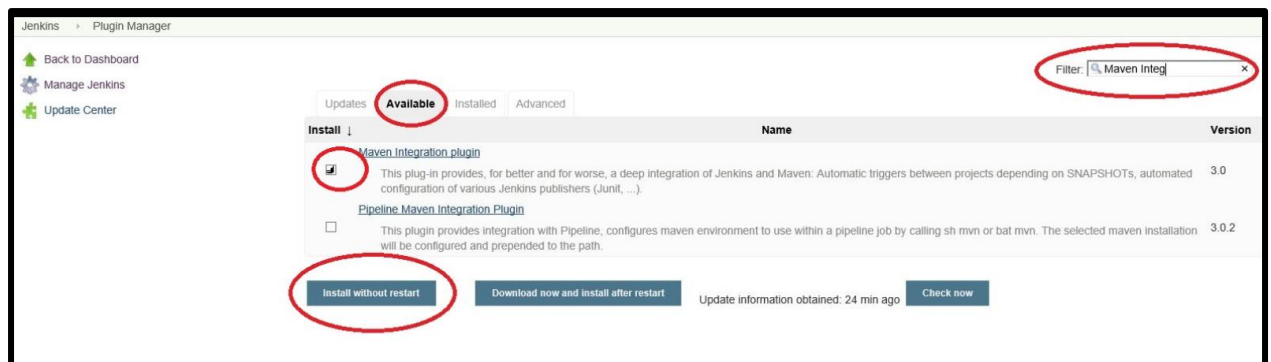 Jenkins › Plugin Manager
Back to Dashboard
Manage Jenkins
Update Center
Filter: Maven Integ ×
Updates Available Installed Advanced
Install ↓ Name Version
Maven Integration plugin
This plug-in provides, for better and for worse, a deep integration of Jenkins and Maven: Automatic triggers between projects depending on SNAPSHOTs, automated 3.0
configuration of various Jenkins publishers (Junit, ...).
Pipeline Maven Integration Plugin
This plugin provides integration with Pipeline, configures maven environment to use within a pipeline job by calling sh mvn or bat mvn. The selected maven installation 3.0.2
will be configured and prepended to the path.
Install without restart Download now and install after restart Update information obtained: 24 min ago Check now